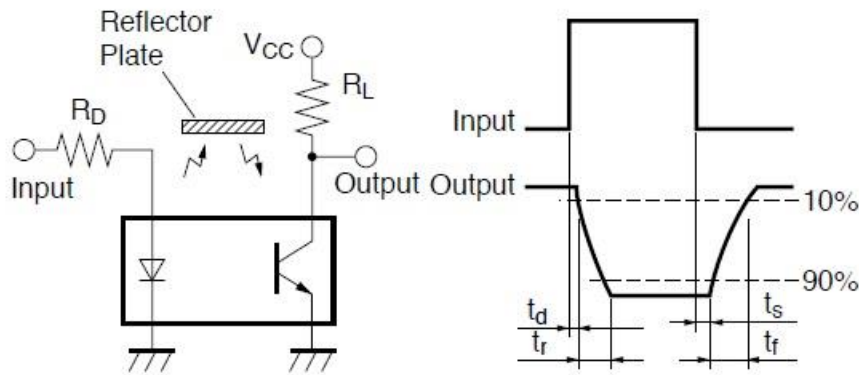 Reflector
Plate
VCC
RL
RD
Input
Output
Input
Output
10%
90%
td
tr
ts
tf